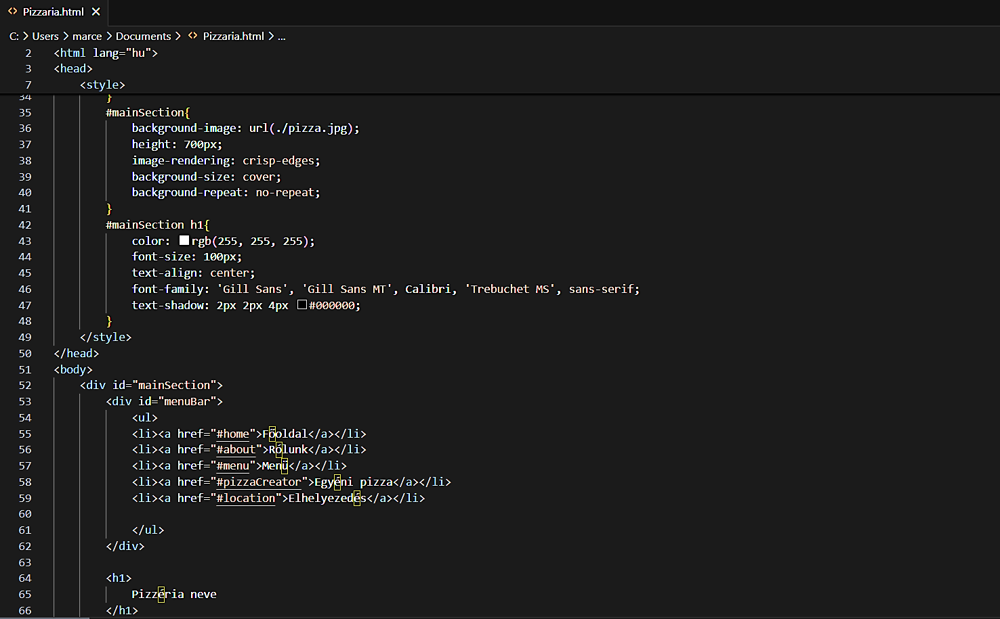 Pizzaria.html
C: > Users > marce > Documents > Pizzaria.html > ...
2 <html lang="hu">
3 <head>
7 <style>
34 }
35 #mainSection{
36 background-image: url(./pizza.jpg);
37 height: 700px;
38 image-rendering: crisp-edges;
39 background-size: cover;
40 background-repeat: no-repeat;
41 }
42 #mainSection h1{
43 color: rgb(255, 255, 255);
44 font-size: 100px;
45 text-align: center;
46 font-family: 'Gill Sans', 'Gill Sans MT', Calibri, 'Trebuchet MS', sans-serif;
47 text-shadow: 2px 2px 4px #000000;
48 }
49 </style>
50 </head>
51 <body>
52 <div id="mainSection">
53 <div id="menuBar">
54 <ul>
55 <li><a href="#home">Főoldal</a></li>
56 <li><a href="#about">Rólunk</a></li>
57 <li><a href="#menu">Menü</a></li>
58 <li><a href="#pizzaCreator">Egyéni pizza</a></li>
59 <li><a href="#location">Elhelyezedés</a></li>
60
61 </ul>
62 </div>
63
64 <h1>
65 Pizzéria neve
66 </h1>